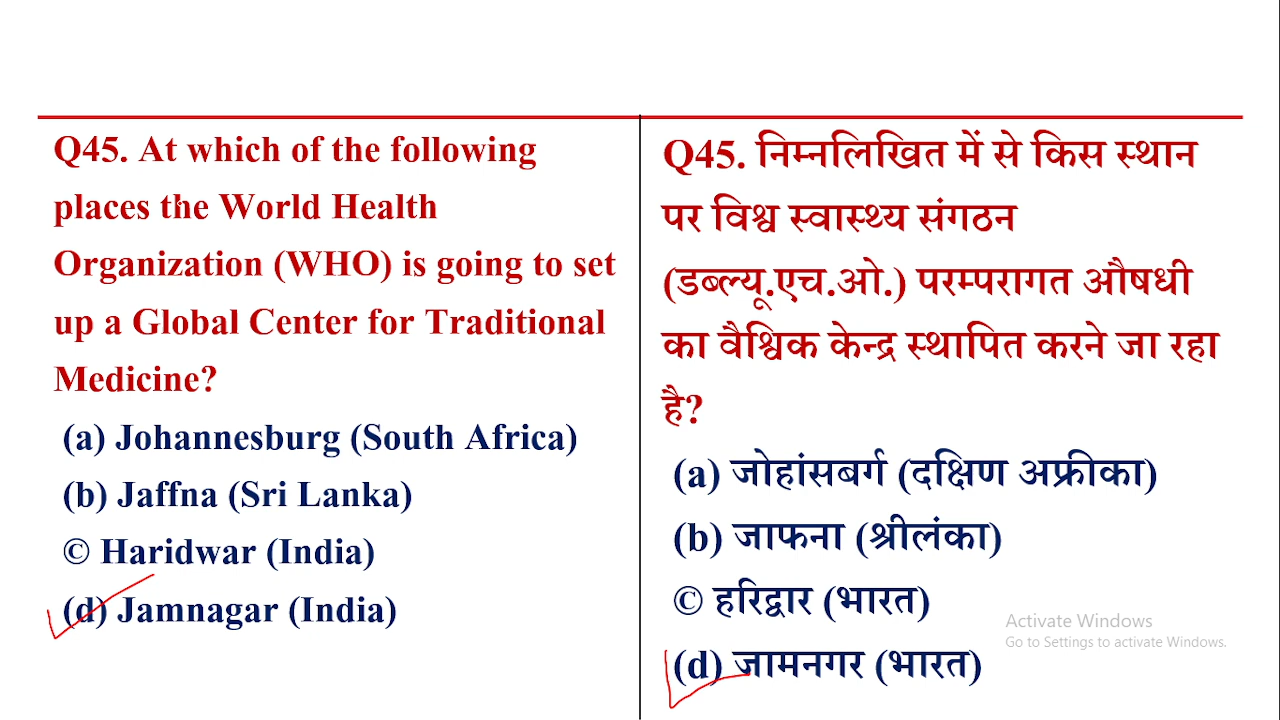 Q45. At which of the following
places the World Health
Organization (WHO) is going to set
up a Global Center for Traditional
Medicine?
(a) Johannesburg (South Africa)
(b) Jaffna (Sri Lanka)
© Haridwar (India)
(d) Jamnagar (India)
Q45. निम्नलिखित में से किस स्थान
पर विश्व स्वास्थ्य संगठन
(डब्ल्यू.एच.ओ.) परम्परागत औषधी
का वैश्विक केन्द्र स्थापित करने जा रहा
है?
(a) जोहांसबर्ग (दक्षिण अफ्रीका)
(b) जाफना (श्रीलंका)
© हरिद्वार (भारत)
(d) जामनगर (भारत)
Activate Windows
Go to Settings to activate Windows.